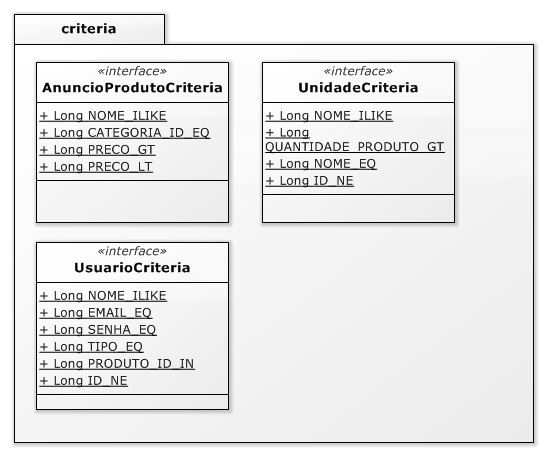 criteria
«interface»
AnuncioProdutoCriteria
+ Long NOME_ILIKE
+ Long CATEGORIA_ID_EQ
+ Long PRECO_GT
+ Long PRECO_LT
«interface»
UnidadeCriteria
+ Long NOME_ILIKE
+ Long
QUANTIDADE_PRODUTO_GT
+ Long NOME_EQ
+ Long ID_NE
«interface»
UsuarioCriteria
+ Long NOME_ILIKE
+ Long EMAIL_EQ
+ Long SENHA_EQ
+ Long TIPO_EQ
+ Long PRODUTO_ID_IN
+ Long ID_NE